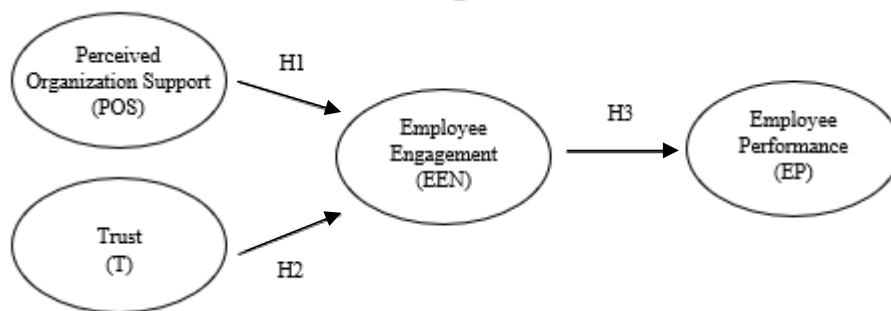 Perceived
Organization Support
(POS)
H1
Employee
Engagement
(EEN)
H3
Employee
Performance
(EP)
Trust
(T)
H2